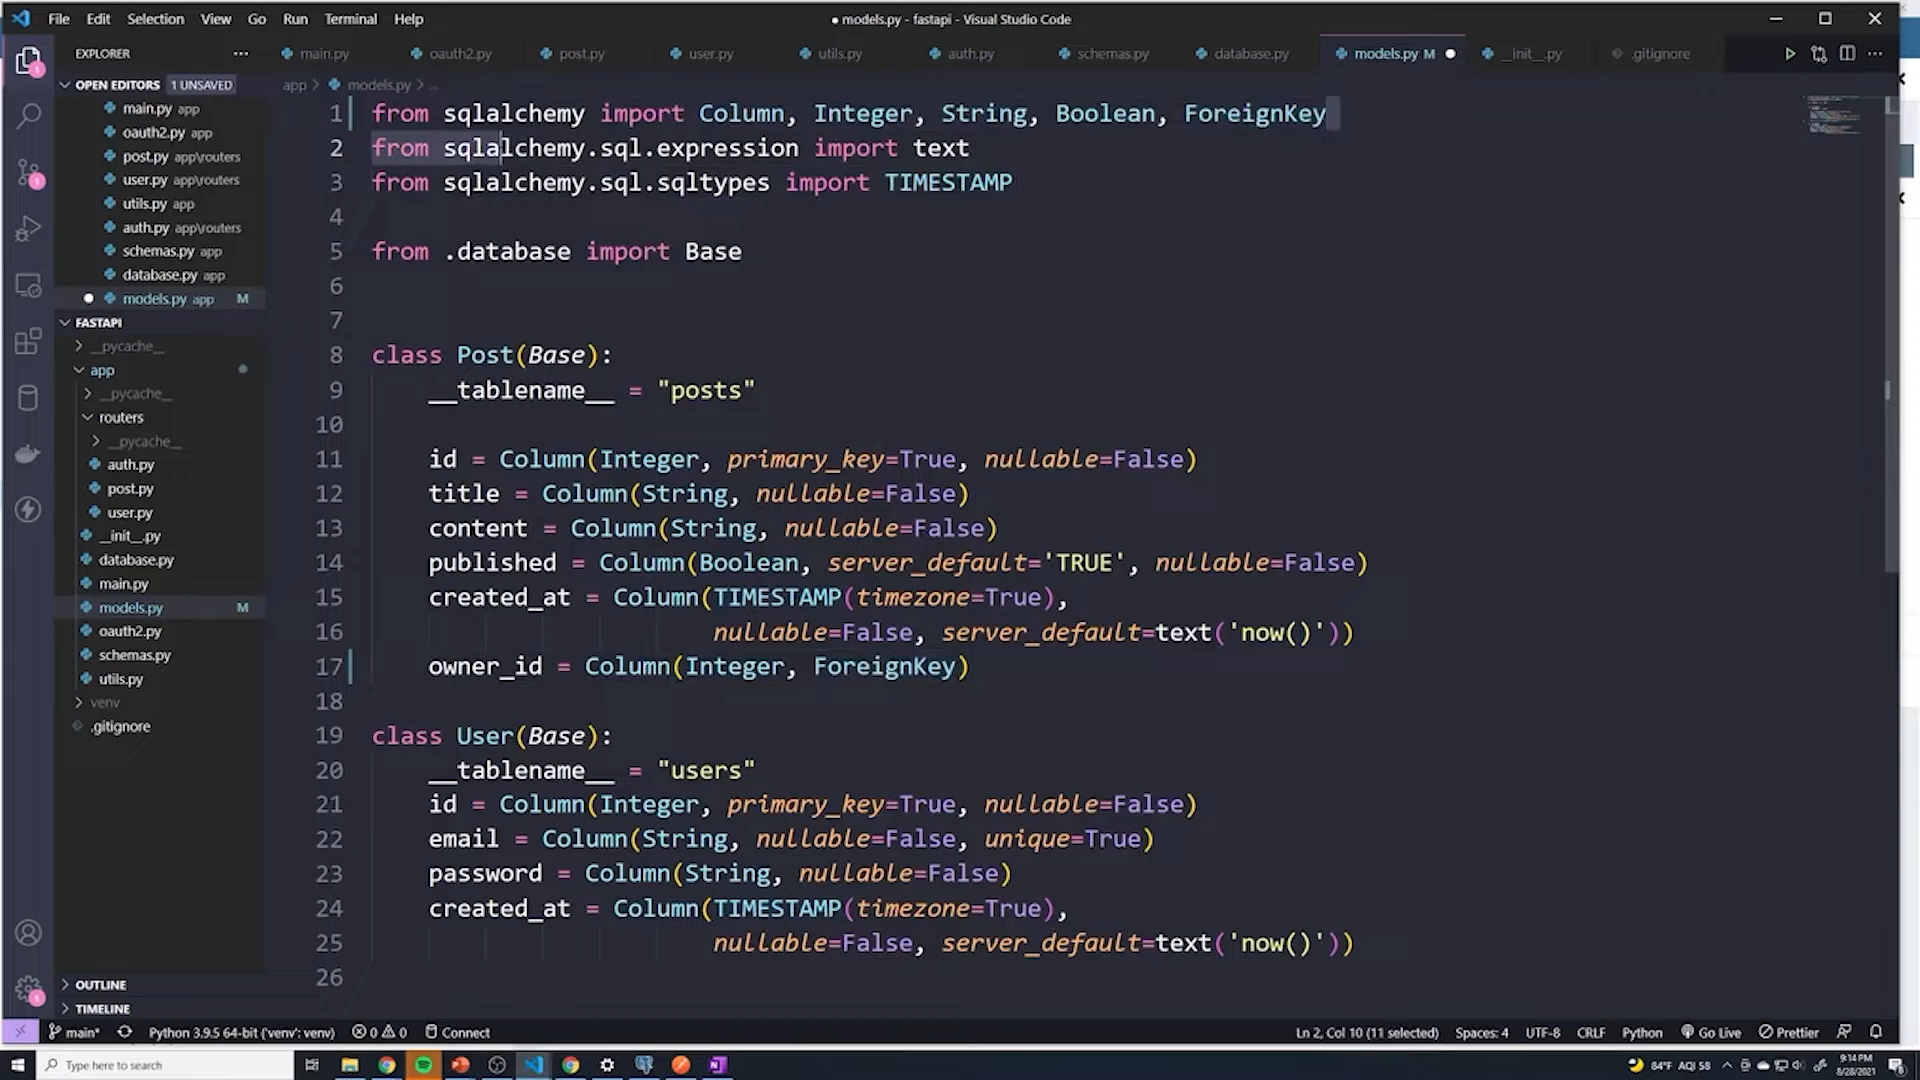 File Edit Selection View Go Run Terminal Help
● models.py - fastapi - Visual Studio Code
EXPLORER
main.py
oauth2.py
post.py
user.py
utils.py
auth.py
schemas.py
database.py
models.py M
__init__.py
.gitignore
OPEN EDITORS 1 UNSAVED
main.py app
oauth2.py app
post.py app\routers
user.py app\routers
utils.py app
auth.py app\routers
schemas.py app
database.py app
models.py app M
FASTAPI
__pycache__
app
__pycache__
routers
__pycache__
auth.py
post.py
user.py
__init__.py
database.py
main.py
models.py M
oauth2.py
schemas.py
utils.py
venv
.gitignore
OUTLINE
TIMELINE
app > models.py > ...
1 from sqlalchemy import Column, Integer, String, Boolean, ForeignKey
2 from sqlalchemy.sql.expression import text
3 from sqlalchemy.sql.sqltypes import TIMESTAMP
4
5 from .database import Base
6
7
8 class Post(Base):
9 __tablename__ = "posts"
10
11 id = Column(Integer, primary_key=True, nullable=False)
12 title = Column(String, nullable=False)
13 content = Column(String, nullable=False)
14 published = Column(Boolean, server_default='TRUE', nullable=False)
15 created_at = Column(TIMESTAMP(timezone=True),
16 nullable=False, server_default=text('now()'))
17 owner_id = Column(Integer, ForeignKey)
18
19 class User(Base):
20 __tablename__ = "users"
21 id = Column(Integer, primary_key=True, nullable=False)
22 email = Column(String, nullable=False, unique=True)
23 password = Column(String, nullable=False)
24 created_at = Column(TIMESTAMP(timezone=True),
25 nullable=False, server_default=text('now()'))
26
main* Python 3.9.5 64-bit ('venv': venv) 0 0 Connect
Ln 2, Col 10 (11 selected) Spaces: 4 UTF-8 CRLF Python Go Live Prettier
Type here to search
84°F AQI 58
9:14 PM
8/28/2021